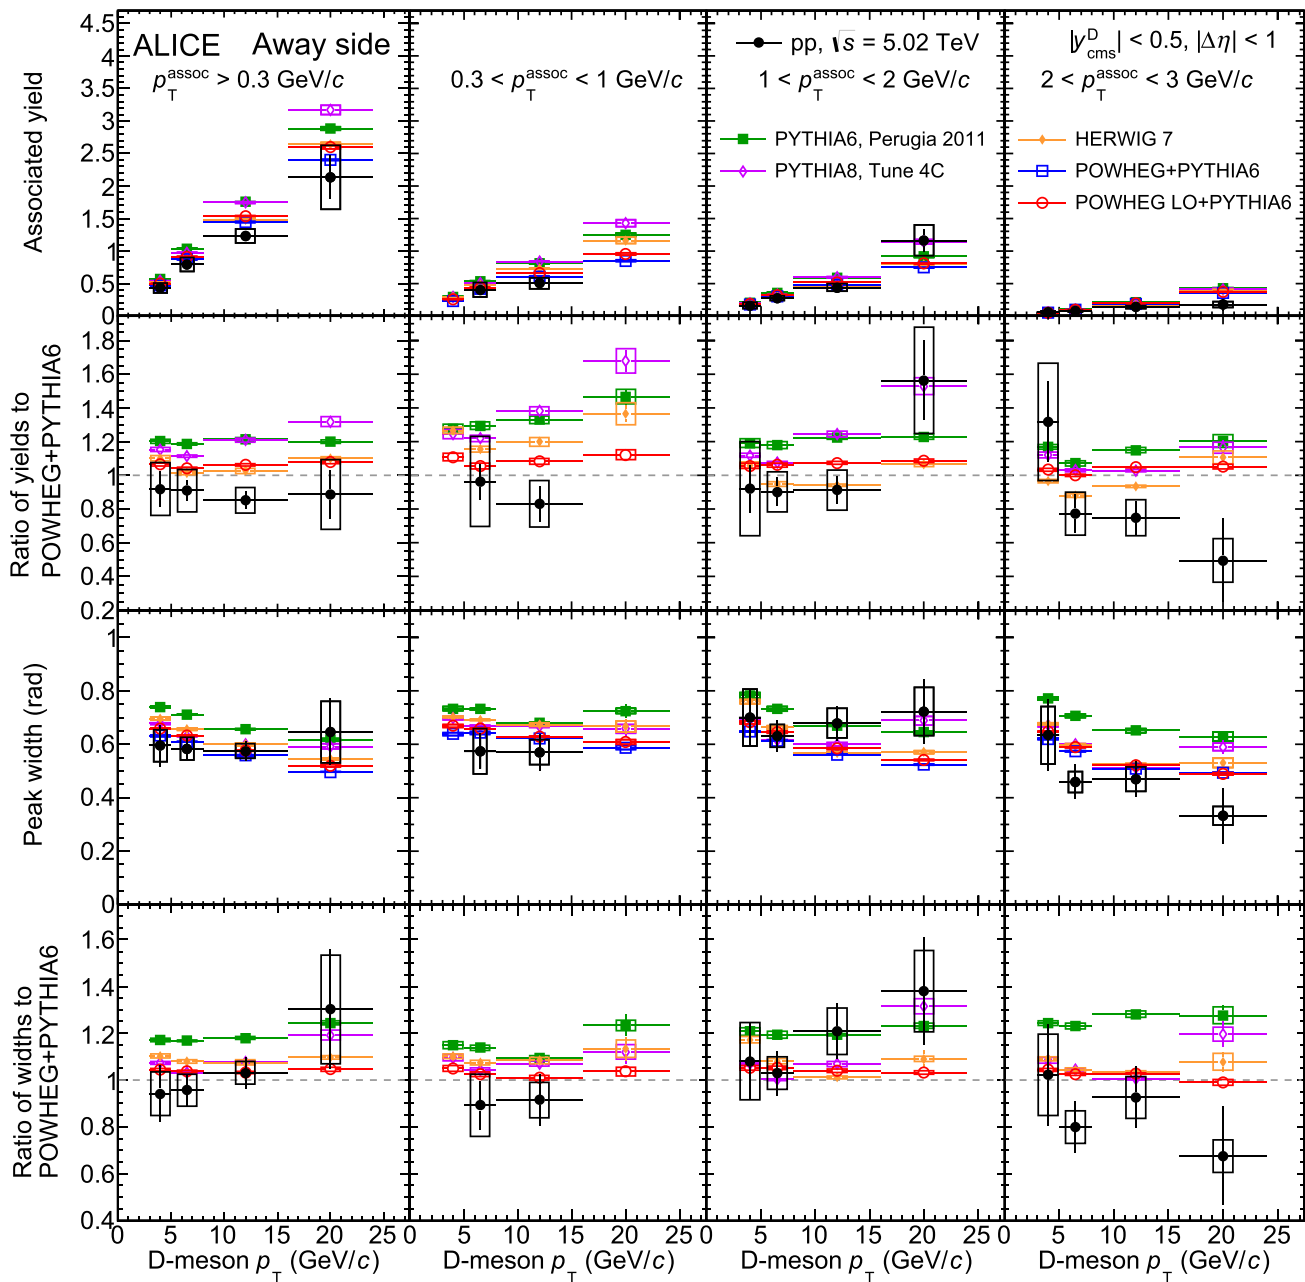 ALICE Away side
pp, √s = 5.02 TeV
|y^D_cms| < 0.5, |Δη| < 1
p_T^assoc > 0.3 GeV/c
0.3 < p_T^assoc < 1 GeV/c
1 < p_T^assoc < 2 GeV/c
2 < p_T^assoc < 3 GeV/c
PYTHIA6, Perugia 2011
PYTHIA8, Tune 4C
HERWIG 7
POWHEG+PYTHIA6
POWHEG LO+PYTHIA6
Associated yield
4.5
4
3.5
3
2.5
2
1.5
1
0.5
0
Ratio of yields to
POWHEG+PYTHIA6
1.8
1.6
1.4
1.2
1
0.8
0.6
0.4
0.2
Peak width (rad)
1
0.8
0.6
0.4
0.2
0
Ratio of widths to
POWHEG+PYTHIA6
1.6
1.4
1.2
1
0.8
0.6
0.4
0 5 10 15 20 25
0 5 10 15 20 25
0 5 10 15 20 25
0 5 10 15 20 25
D-meson p_T (GeV/c)
D-meson p_T (GeV/c)
D-meson p_T (GeV/c)
D-meson p_T (GeV/c)